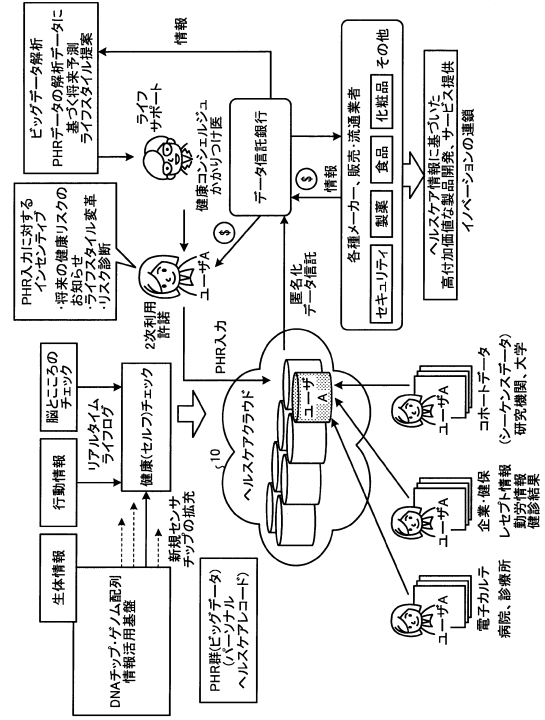 生体情報
行動情報
脳とこころの
チェック
DNAチップ・ゲノム配列
情報活用基盤
新規センサ
チップの拡充
リアルタイム
ライフログ
健康(セルフ)チェック
PHR入力に対する
インセンティブ
・将来の健康リスクの
お知らせ
・ライフスタイル変革
・リスク診断
ビッグデータ解析
PHRデータの解析データに
基づく将来予測
ライフスタイル提案
ライフ
サポート
健康コンシェルジュ
かかりつけ医
情報
ユーザA
2次利用
許諾
PHR入力
$
データ信託銀行
PHR群(ビッグデータ)
(パーソナル
ヘルスケアレコード)
10
ヘルスケアクラウド
ユーザ
A
匿名化
データ信託
$
情報
各種メーカー、販売・流通業者
セキュリティ
製薬
食品
化粧品
その他
ヘルスケア情報に基づいた
高付加価値な製品開発、サービス提供
イノベーションの連鎖
ユーザA
電子カルテ
病院、診療所
ユーザA
企業・健保
レセプト情報
勤労情報
健診結果
ユーザA
コホートデータ
(シーケンスデータ)
研究機関、大学